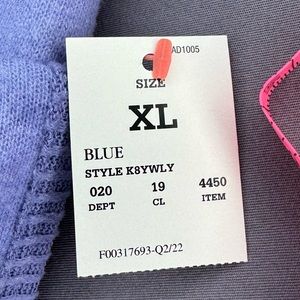 AD1005
SIZE
XL
BLUE
STYLE K8YWLY
020 19 4450
DEPT CL ITEM
F00317693-Q2/22